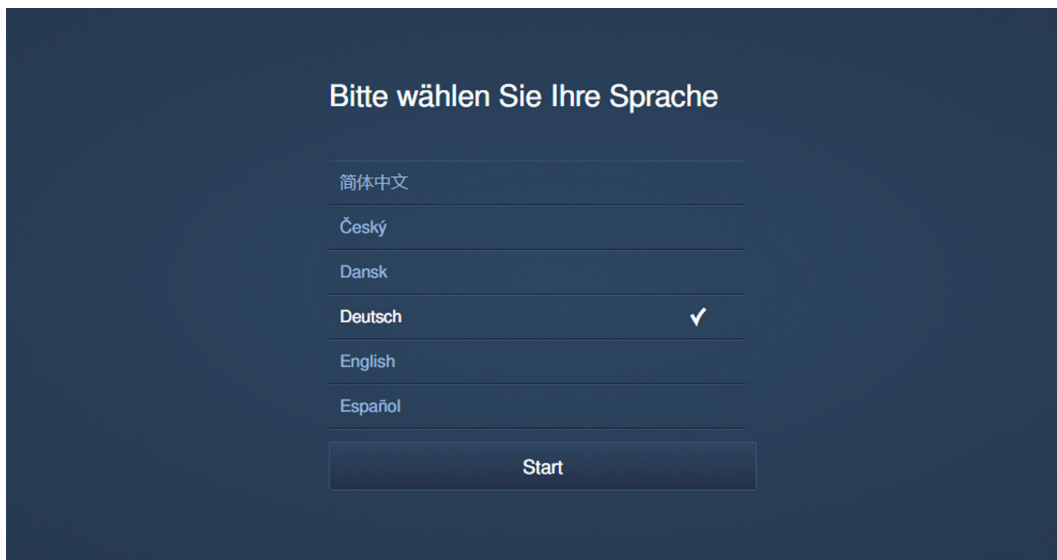 Bitte wählen Sie Ihre Sprache
简体中文
Český
Dansk
Deutsch
English
Español
Start